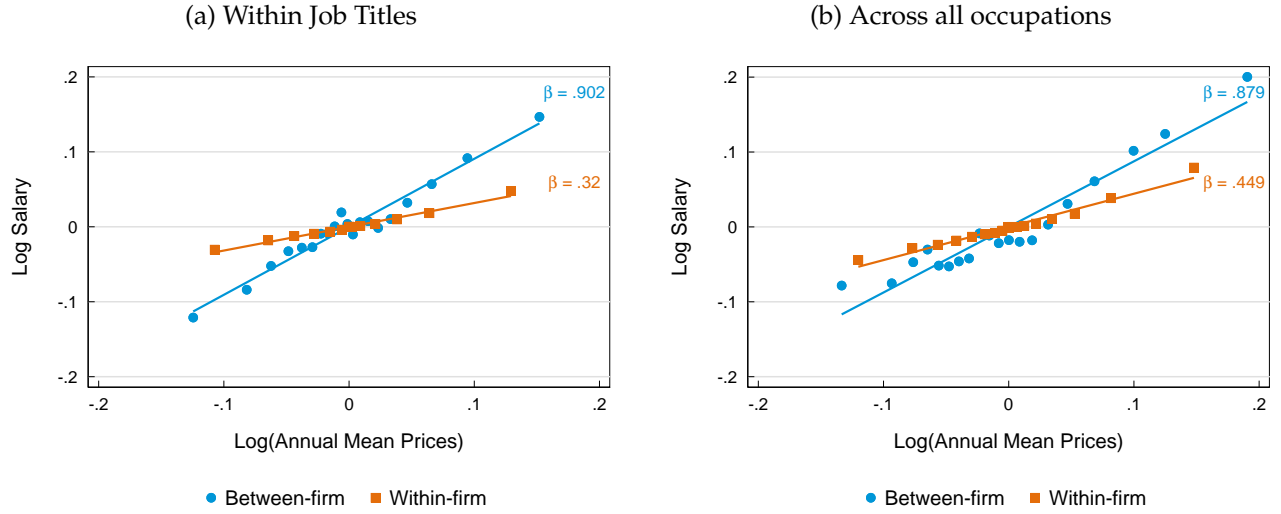 (a) Within Job Titles
.2
.1
0
-.1
-.2
Log Salary
β = .902
β = .32
-.2 -.1 0 .1 .2
Log(Annual Mean Prices)
Between-firm Within-firm
(b) Across all occupations
.2
.1
0
-.1
-.2
Log Salary
β = .879
β = .449
-.2 -.1 0 .1 .2
Log(Annual Mean Prices)
Between-firm Within-firm